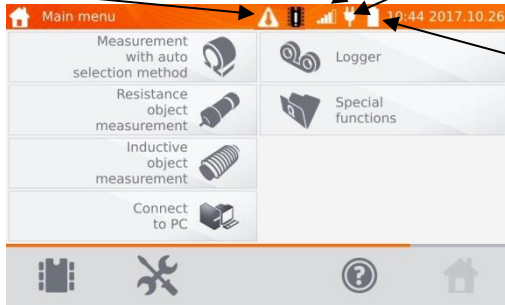 Main menu
10:44 2017.10.26
Measurement
with auto
selection method
Logger
Resistance
object
measurement
Special
functions
Inductive
object
measurement
Connect
to PC